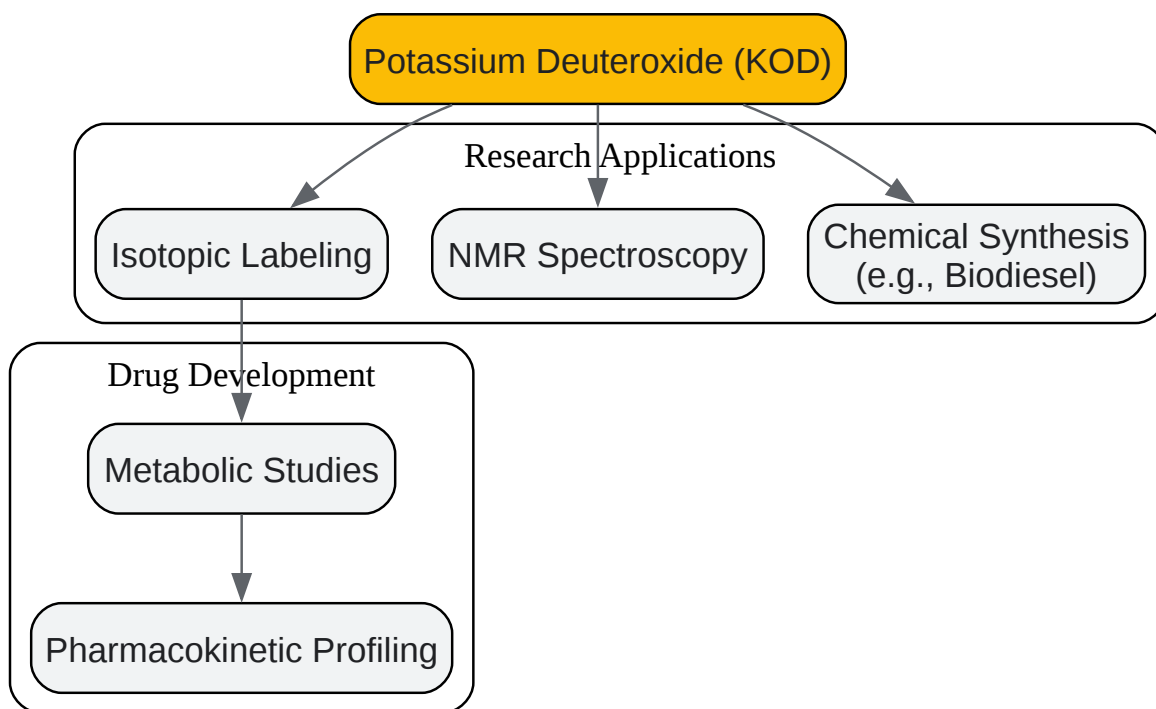 Potassium Deuteroxide (KOD)
Research Applications
Isotopic Labeling
NMR Spectroscopy
Chemical Synthesis
(e.g., Biodiesel)
Drug Development
Metabolic Studies
Pharmacokinetic Profiling